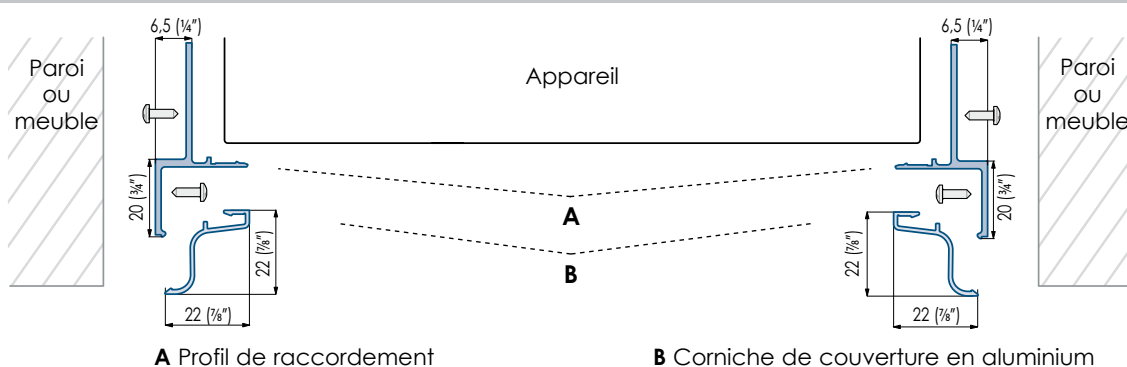 6,5 (¼”)
6,5 (¼”)
Paroi
ou
meuble
Appareil
Paroi
ou
meuble
20 (¾”)
20 (¾”)
A
22 (⅞”)
22 (⅞”)
B
22 (⅞”)
22 (⅞”)
A Profil de raccordement
B Corniche de couverture en aluminium